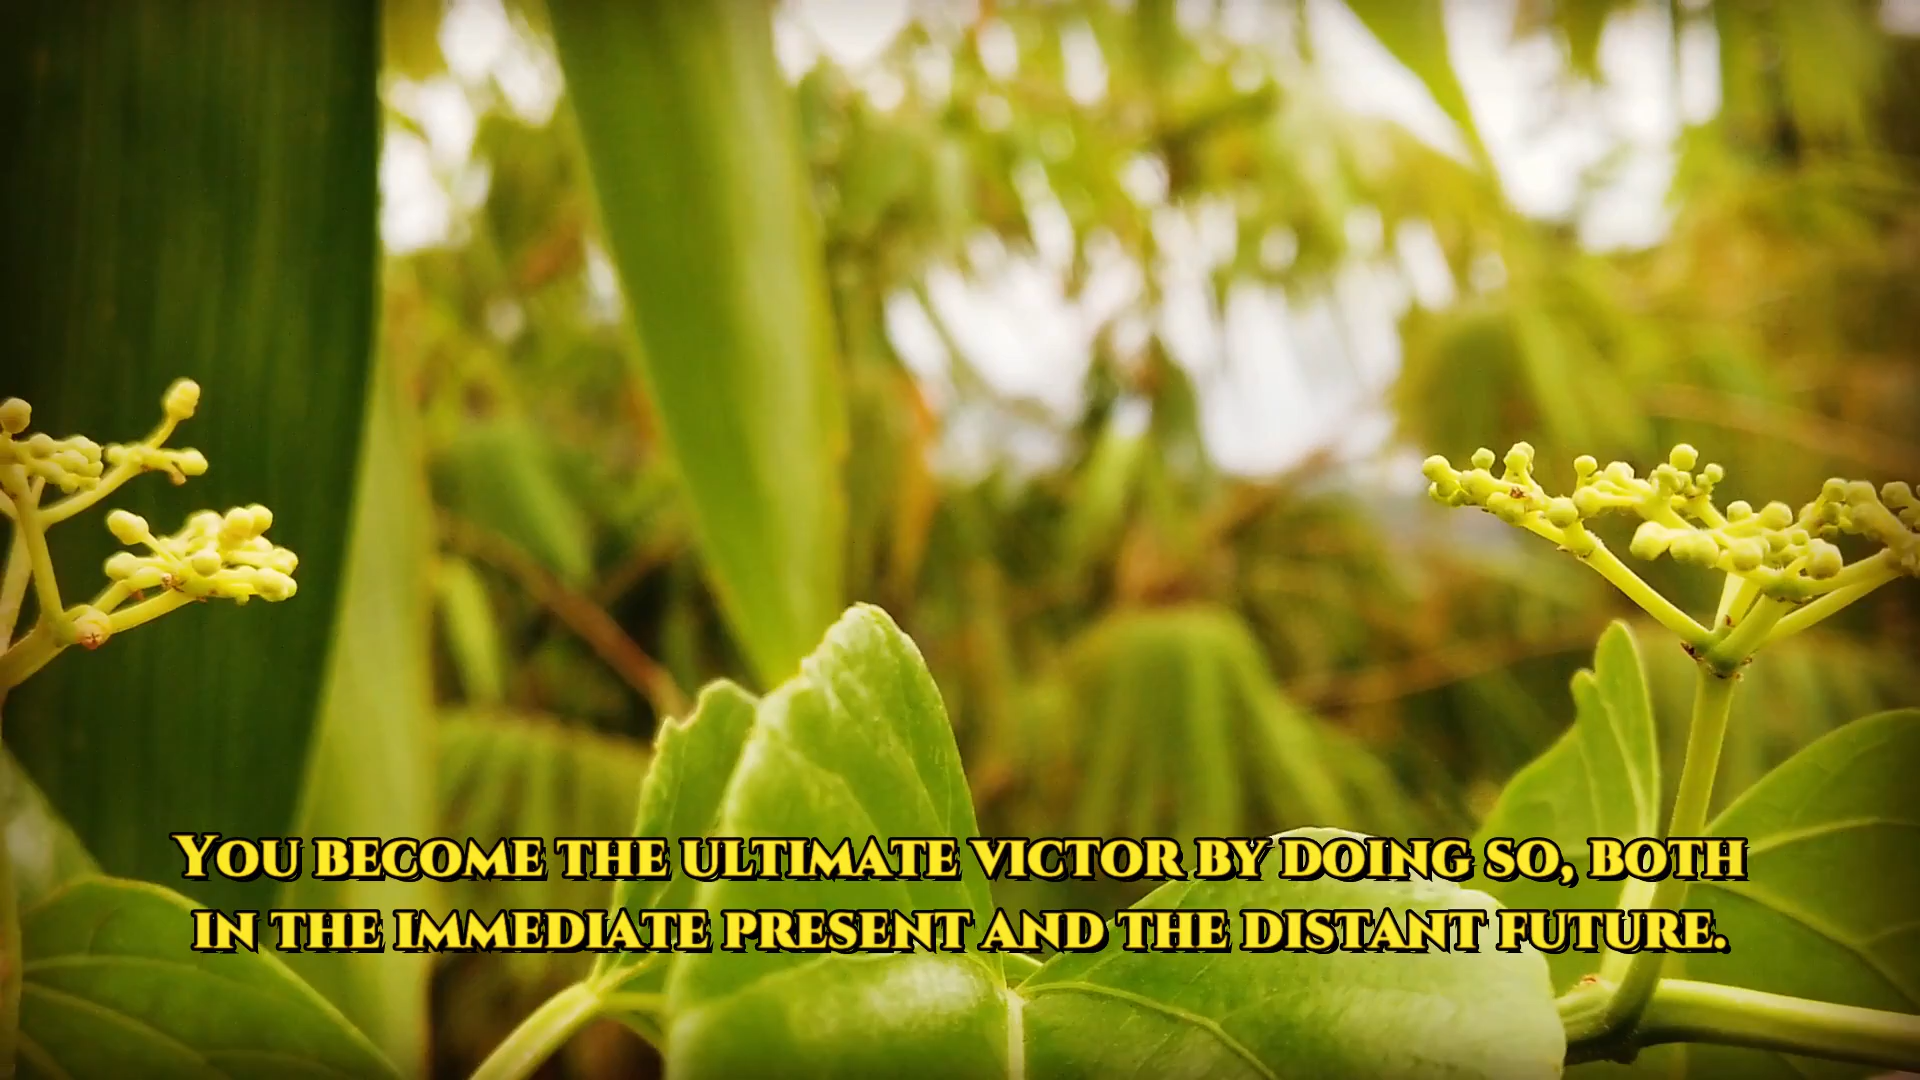 You become the ultimate victor by doing so, both
in the immediate present and the distant future.